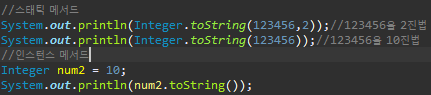 //스태틱 메서드
System.out.println(Integer.toString(123456,2));//123456을 2진법
System.out.println(Integer.toString(123456));//123456을 10진법
//인스턴스 메서드
Integer num2 = 10;
System.out.println(num2.toString());